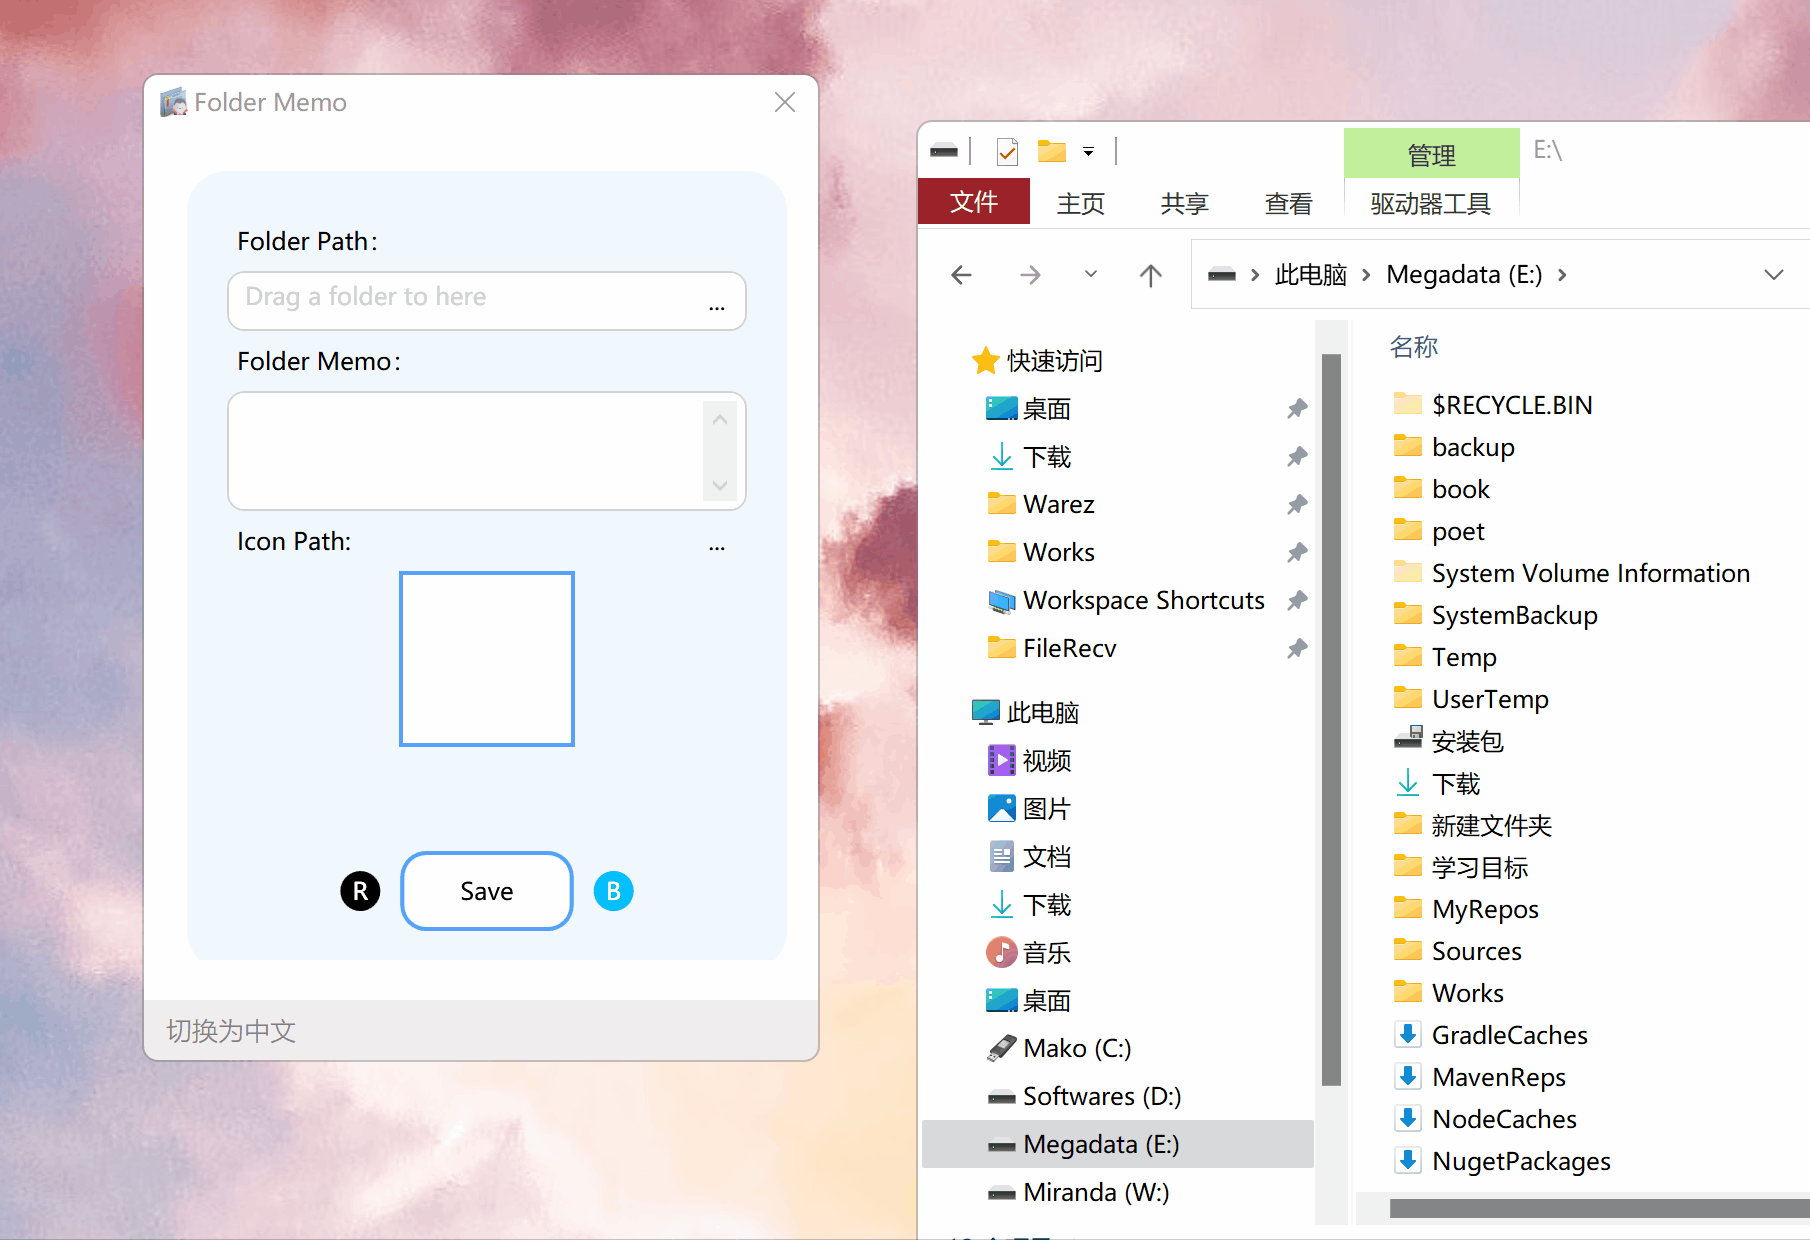 Folder Memo
Folder Path:
Drag a folder to here
...
Folder Memo:
Icon Path:
...
R
Save
B
切换为中文
管理
E:\
文件
主页
共享
查看
驱动器工具
此电脑
Megadata (E:)
快速访问
桌面
下载
Warez
Works
Workspace Shortcuts
FileRecv
此电脑
视频
图片
文档
下载
音乐
桌面
Mako (C:)
Softwares (D:)
Megadata (E:)
Miranda (W:)
名称
$RECYCLE.BIN
backup
book
poet
System Volume Information
SystemBackup
Temp
UserTemp
安装包
下载
新建文件夹
学习目标
MyRepos
Sources
Works
GradleCaches
MavenReps
NodeCaches
NugetPackages